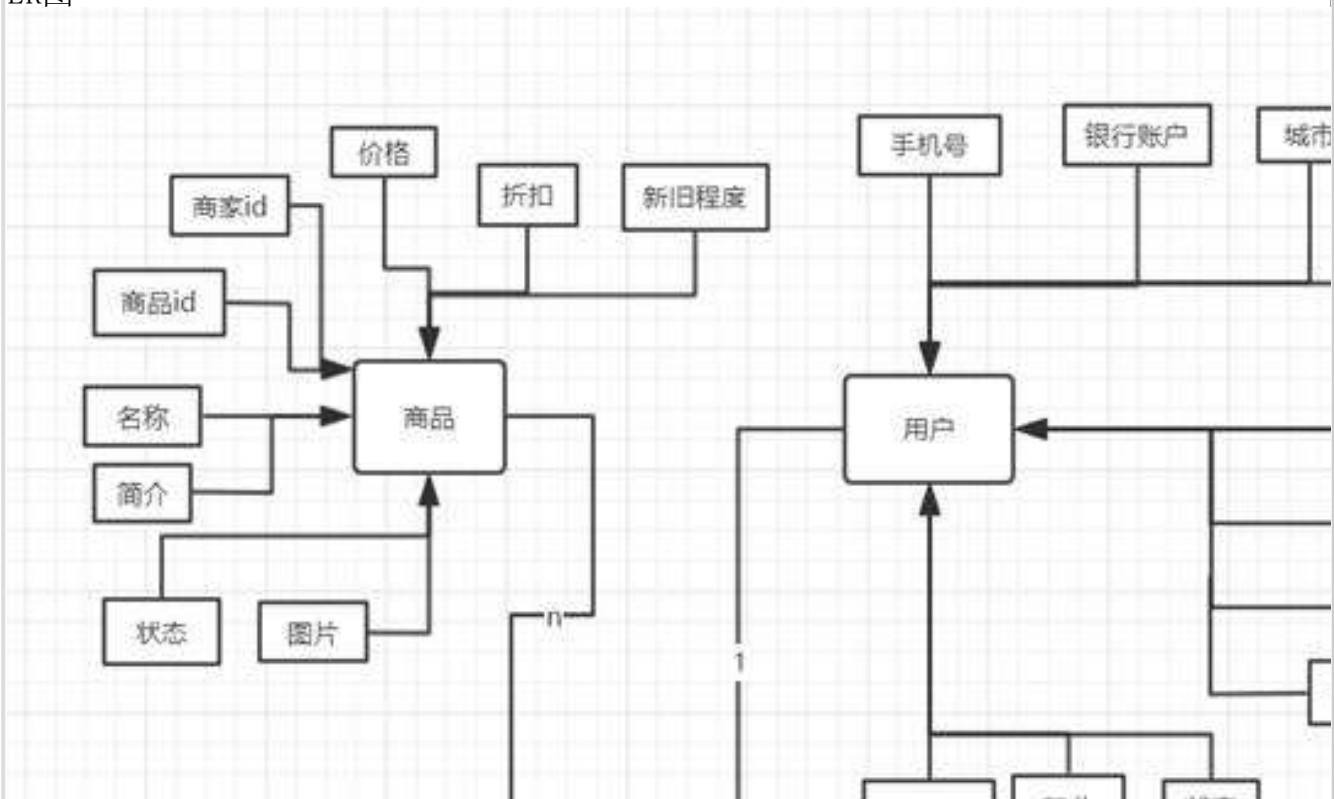 价格
手机号
银行账户
城市
商家id
折扣
新旧程度
商品id
名称
商品
用户
简介
状态
图片
n
1